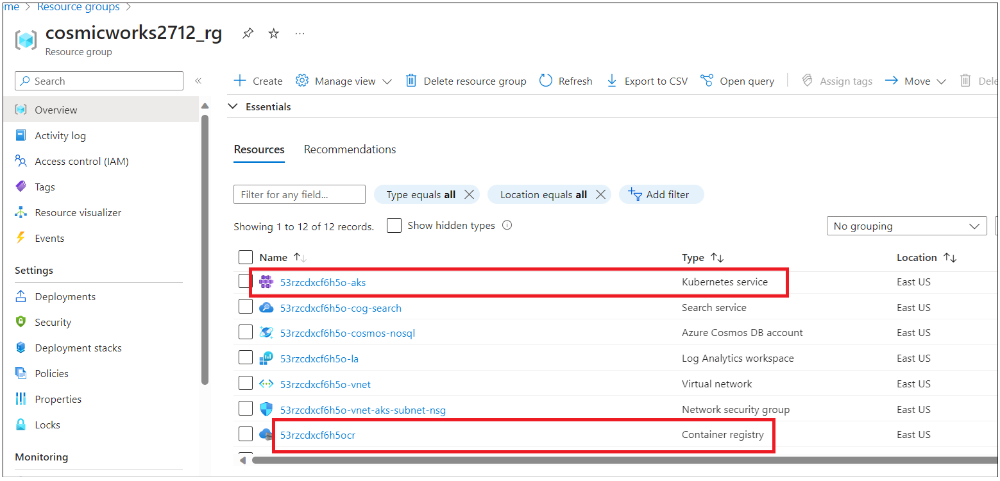 me > Resource groups >
cosmicworks2712_rg ...
Resource group
Search «
Create Manage view Delete resource group Refresh Export to CSV Open query Assign tags Move Dele
Essentials
Overview
Activity log
Access control (IAM)
Tags
Resource visualizer
Events
Settings
Deployments
Security
Deployment stacks
Policies
Properties
Locks
Monitoring
Resources Recommendations
Filter for any field... Type equals all Location equals all Add filter
Showing 1 to 12 of 12 records. Show hidden types No grouping
Name Type Location
53rzcdxcf6h5o-aks Kubernetes service East US
53rzcdxcf6h5o-cog-search Search service East US
53rzcdxcf6h5o-cosmos-nosql Azure Cosmos DB account East US
53rzcdxcf6h5o-la Log Analytics workspace East US
53rzcdxcf6h5o-vnet Virtual network East US
53rzcdxcf6h5o-vnet-aks-subnet-nsg Network security group East US
53rzcdxcf6h5ocr Container registry East US